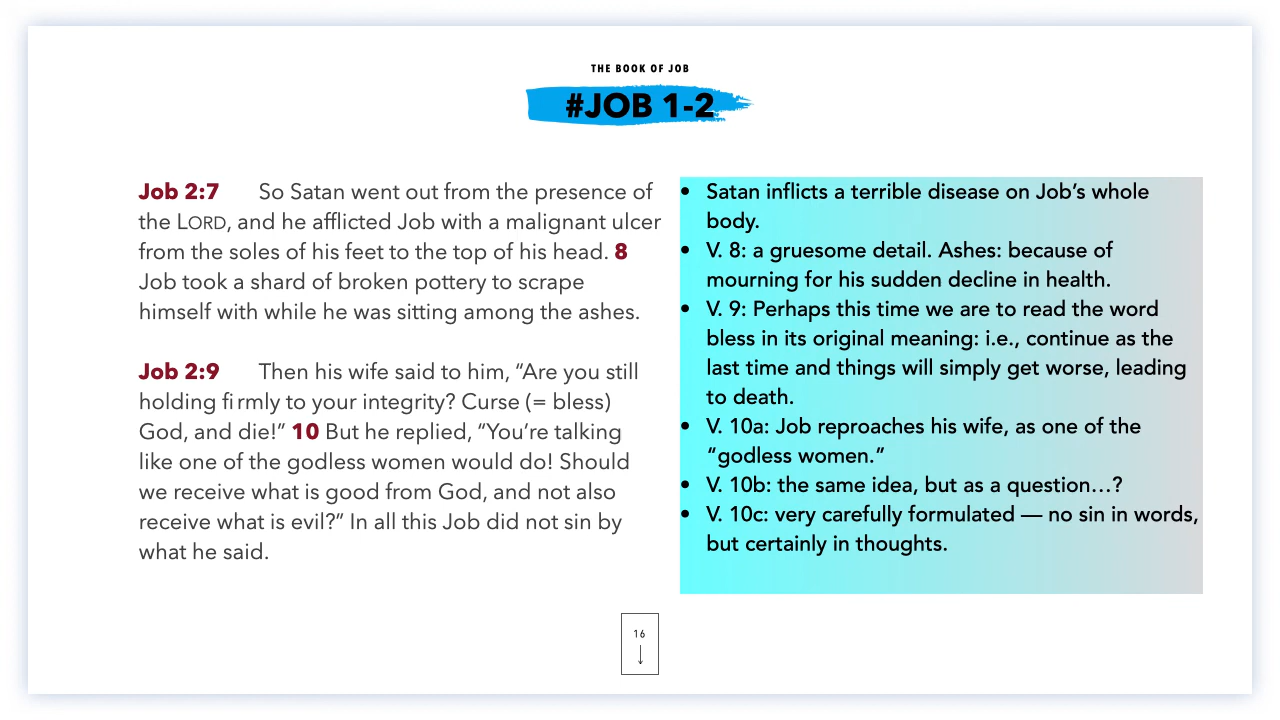 THE BOOK OF JOB
#JOB 1-2
Job 2:7 So Satan went out from the presence of
the LORD, and he afflicted Job with a malignant ulcer
from the soles of his feet to the top of his head. 8
Job took a shard of broken pottery to scrape
himself with while he was sitting among the ashes.
Job 2:9 Then his wife said to him, “Are you still
holding firmly to your integrity? Curse (= bless)
God, and die!” 10 But he replied, “You’re talking
like one of the godless women would do! Should
we receive what is good from God, and not also
receive what is evil?” In all this Job did not sin by
what he said.
• Satan inflicts a terrible disease on Job’s whole
body.
• V. 8: a gruesome detail. Ashes: because of
mourning for his sudden decline in health.
• V. 9: Perhaps this time we are to read the word
bless in its original meaning: i.e., continue as the
last time and things will simply get worse, leading
to death.
• V. 10a: Job reproaches his wife, as one of the
“godless women.”
• V. 10b: the same idea, but as a question…?
• V. 10c: very carefully formulated — no sin in words,
but certainly in thoughts.
16